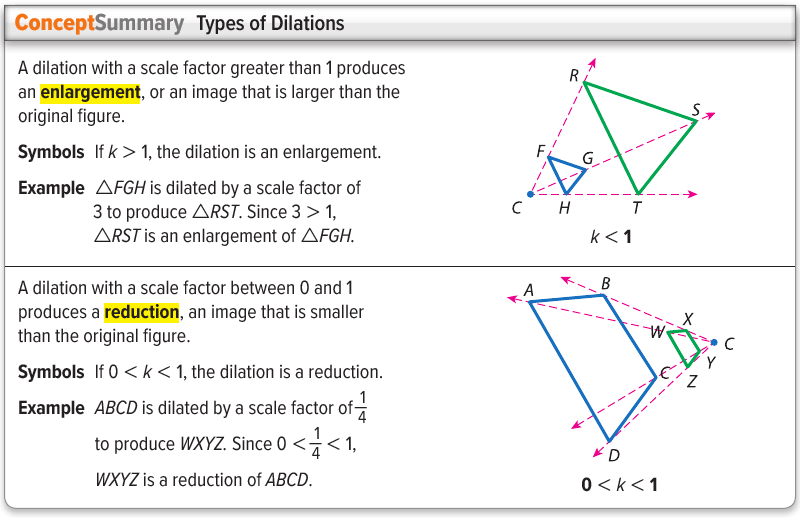 ConceptSummary Types of Dilations
A dilation with a scale factor greater than 1 produces
an enlargement, or an image that is larger than the
original figure.
Symbols If k > 1, the dilation is an enlargement.
Example △FGH is dilated by a scale factor of
3 to produce △RST. Since 3 > 1,
△RST is an enlargement of △FGH.
R
S
F
G
C
H
T
k < 1
A dilation with a scale factor between 0 and 1
produces a reduction, an image that is smaller
than the original figure.
Symbols If 0 < k < 1, the dilation is a reduction.
Example ABCD is dilated by a scale factor of 1/4
to produce WXYZ. Since 0 < 1/4 < 1,
WXYZ is a reduction of ABCD.
A
B
W
X
C
Y
C
Z
D
0 < k < 1